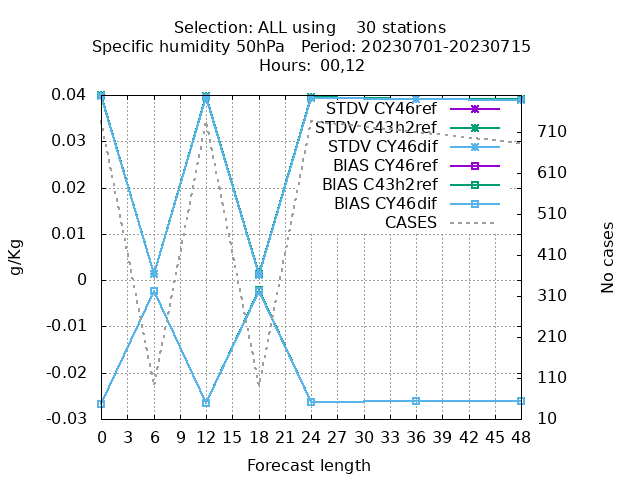 Selection: ALL using    30 stations
Specific humidity 50hPa   Period: 20230701-20230715
Hours:  00,12
0.04
0.03
0.02
0.01
0
-0.01
-0.02
-0.03
g/Kg
STDV CY46ref
STDV C43h2ref
STDV CY46dif
BIAS CY46ref
BIAS C43h2ref
BIAS CY46dif
CASES
710
610
510
410
310
210
110
10
No cases
0 3 6 9 12 15 18 21 24 27 30 33 36 39 42 45 48
Forecast length